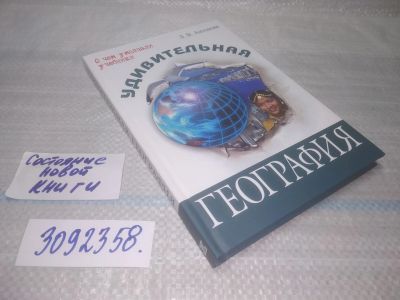 О чем умолчали учебники
УДИВИТЕЛЬНАЯ
ГЕОГРАФИЯ
Состояние
новой
книги
3092358.